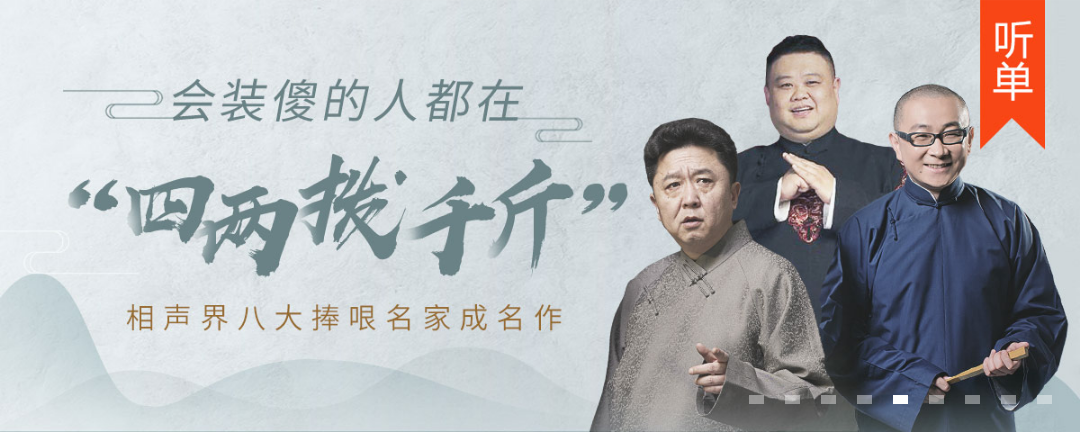 会装傻的人都在
“四两拨千斤”
相声界八大捧哏名家成名作
听单